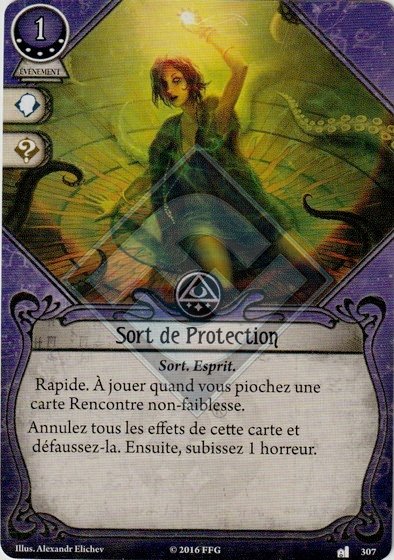 1
ÉVÉNEMENT
?
Sort de Protection
Sort. Esprit.
Rapide. À jouer quand vous piochez une
carte Rencontre non-faiblesse.
Annulez tous les effets de cette carte et
défaussez-la. Ensuite, subissez 1 horreur.
Illus. Alexandr Elichev
© 2016 FFG
307